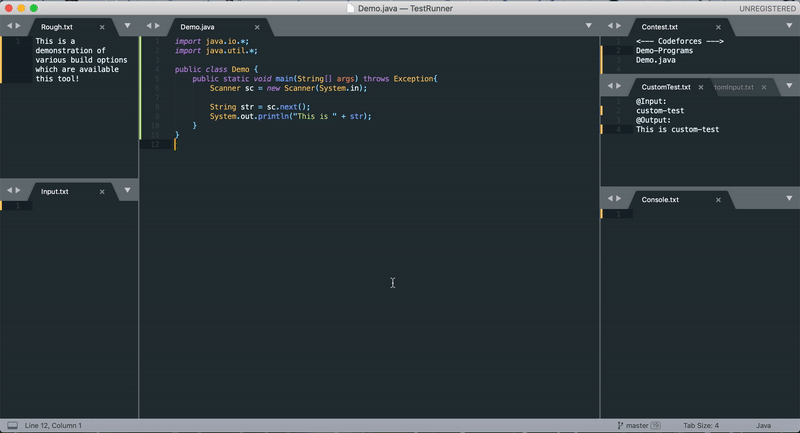 Demo.java — TestRunner
UNREGISTERED
Rough.txt
1
This is a
demonstration of
various build options
which are available
this tool!
Input.txt
1
Demo.java
1 import java.io.*;
2 import java.util.*;
3
4 public class Demo {
5 public static void main(String[] args) throws Exception{
6 Scanner sc = new Scanner(System.in);
7
8 String str = sc.next();
9 System.out.println("This is " + str);
10 }
11 }
12
Contest.txt
1 <--- Codeforces --->
2 Demo-Programs
3 Demo.java
4
CustomTest.txt
tomInput.txt
1 @Input:
2 custom-test
3 @Output:
4 This is custom-test
Console.txt
1
Line 12, Column 1
master 19
Tab Size: 4
Java